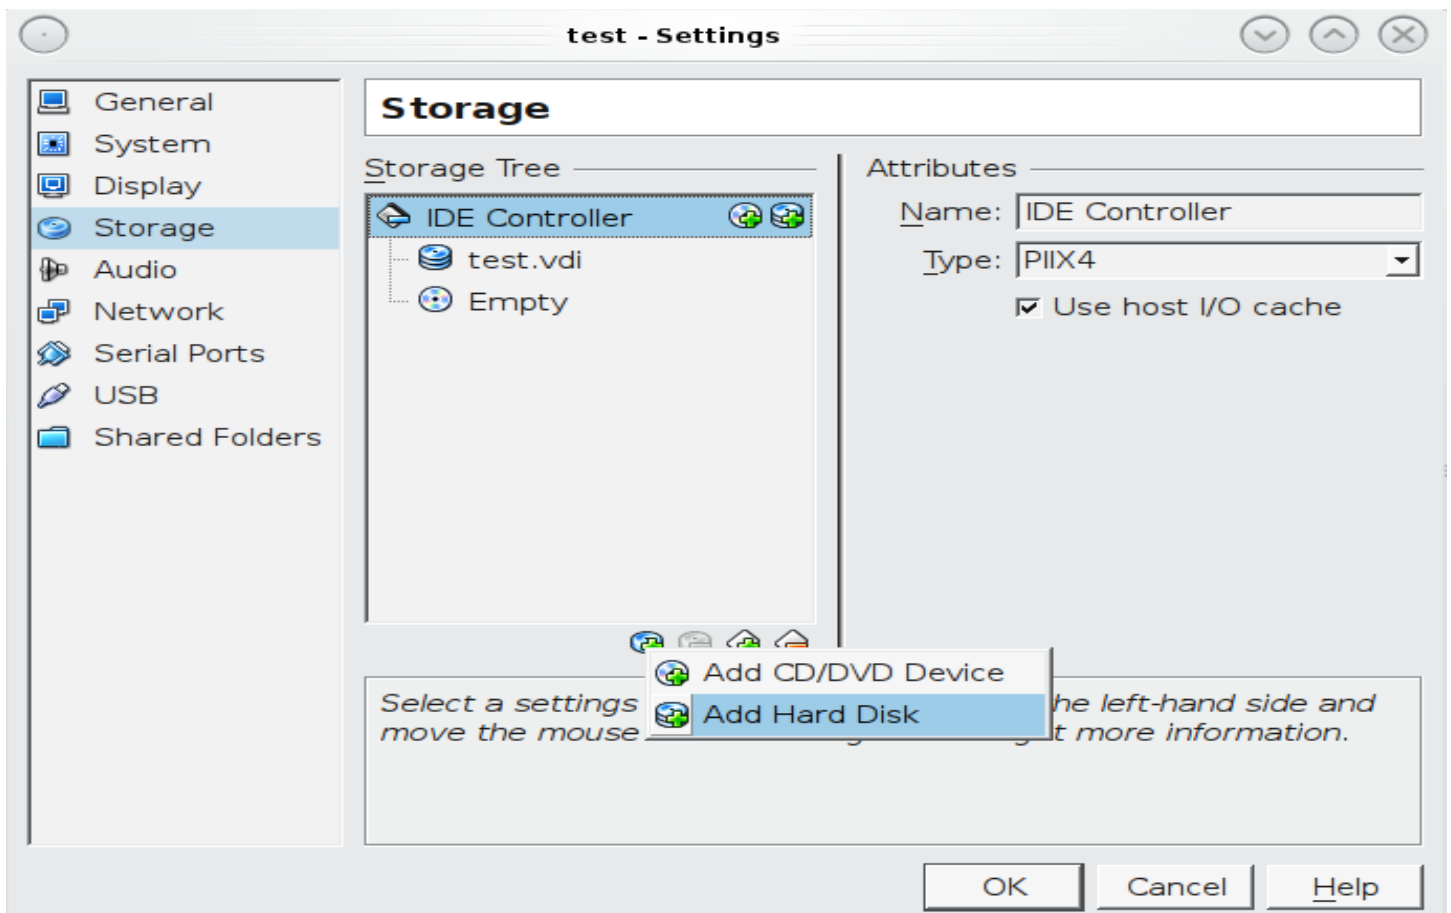 test - Settings
General
System
Display
Storage
Audio
Network
Serial Ports
USB
Shared Folders
Storage
Storage Tree
IDE Controller
test.vdi
Empty
Attributes
Name: IDE Controller
Type: PIIX4
Use host I/O cache
Add CD/DVD Device
Add Hard Disk
Select a settings he left-hand side and
move the mouse t more information.
OK
Cancel
Help